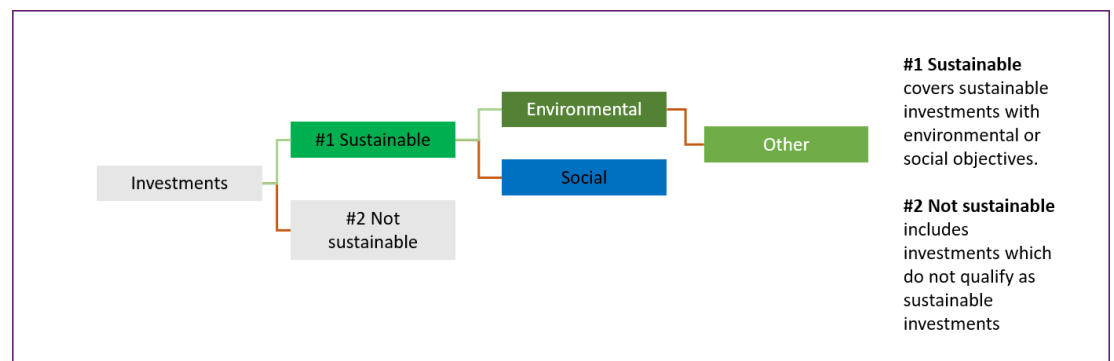 Investments
#1 Sustainable
#2 Not
sustainable
Environmental
Social
Other
#1 Sustainable
covers sustainable
investments with
environmental or
social objectives.
#2 Not sustainable
includes
investments which
do not qualify as
sustainable
investments